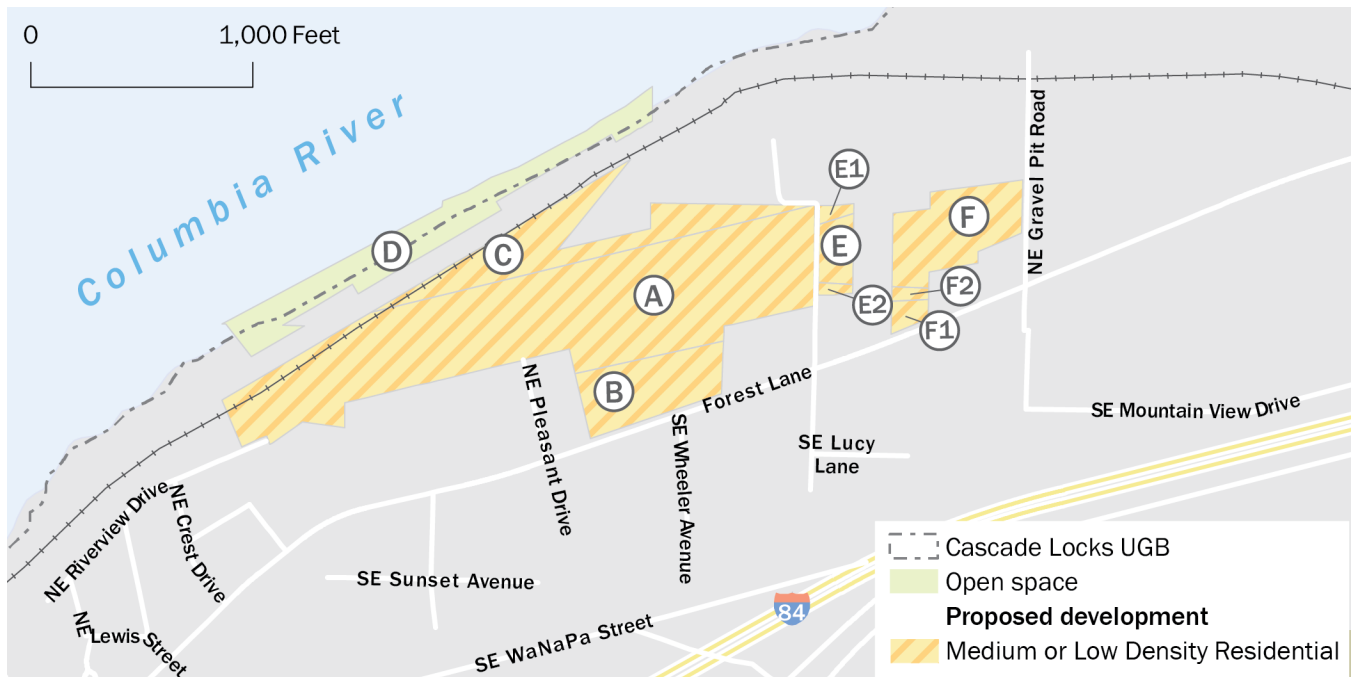 0 1,000 Feet
Columbia River
NE Gravel Pit Road
E1
F
E
D
C
A
F2
E2
F1
B
NE Pleasant Drive
Forest Lane
SE Wheeler Avenue
SE Mountain View Drive
SE Lucy
Lane
NE Riverview Drive
NE Crest Drive
SE Sunset Avenue
NE Lewis Street
SE WaNaPa Street
84
Cascade Locks UGB
Open space
Proposed development
Medium or Low Density Residential